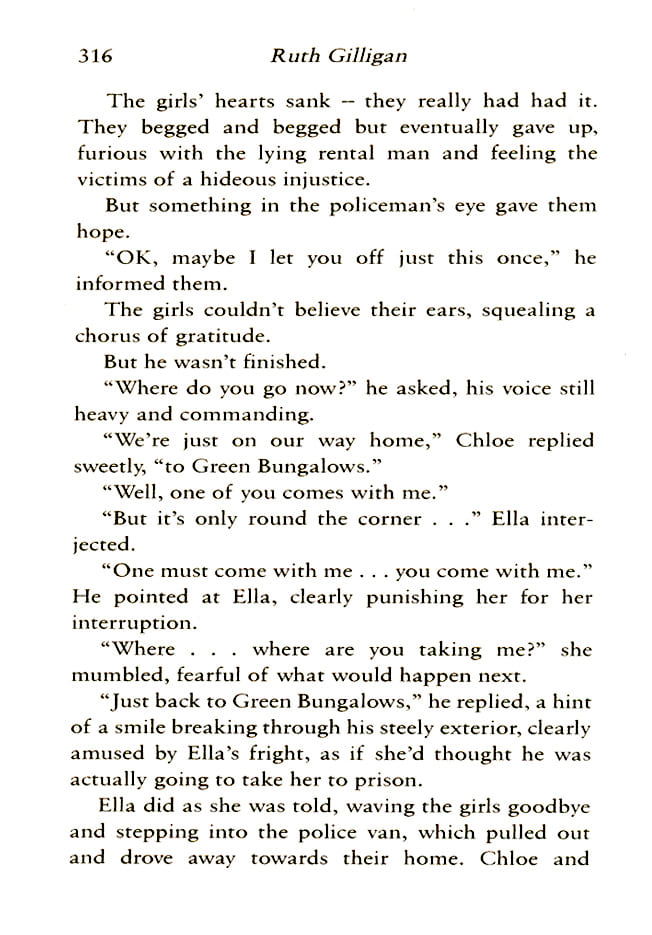 316 Ruth Gilligan
The girls’ hearts sank – they really had had it.
They begged and begged but eventually gave up,
furious with the lying rental man and feeling the
victims of a hideous injustice.
But something in the policeman’s eye gave them
hope.
“OK, maybe I let you off just this once,” he
informed them.
The girls couldn’t believe their ears, squealing a
chorus of gratitude.
But he wasn’t finished.
“Where do you go now?” he asked, his voice still
heavy and commanding.
“We’re just on our way home,” Chloe replied
sweetly, “to Green Bungalows.”
“Well, one of you comes with me.”
“But it’s only round the corner . . .” Ella inter-
jected.
“One must come with me . . . you come with me.”
He pointed at Ella, clearly punishing her for her
interruption.
“Where . . . where are you taking me?” she
mumbled, fearful of what would happen next.
“Just back to Green Bungalows,” he replied, a hint
of a smile breaking through his steely exterior, clearly
amused by Ella’s fright, as if she’d thought he was
actually going to take her to prison.
Ella did as she was told, waving the girls goodbye
and stepping into the police van, which pulled out
and drove away towards their home. Chloe and